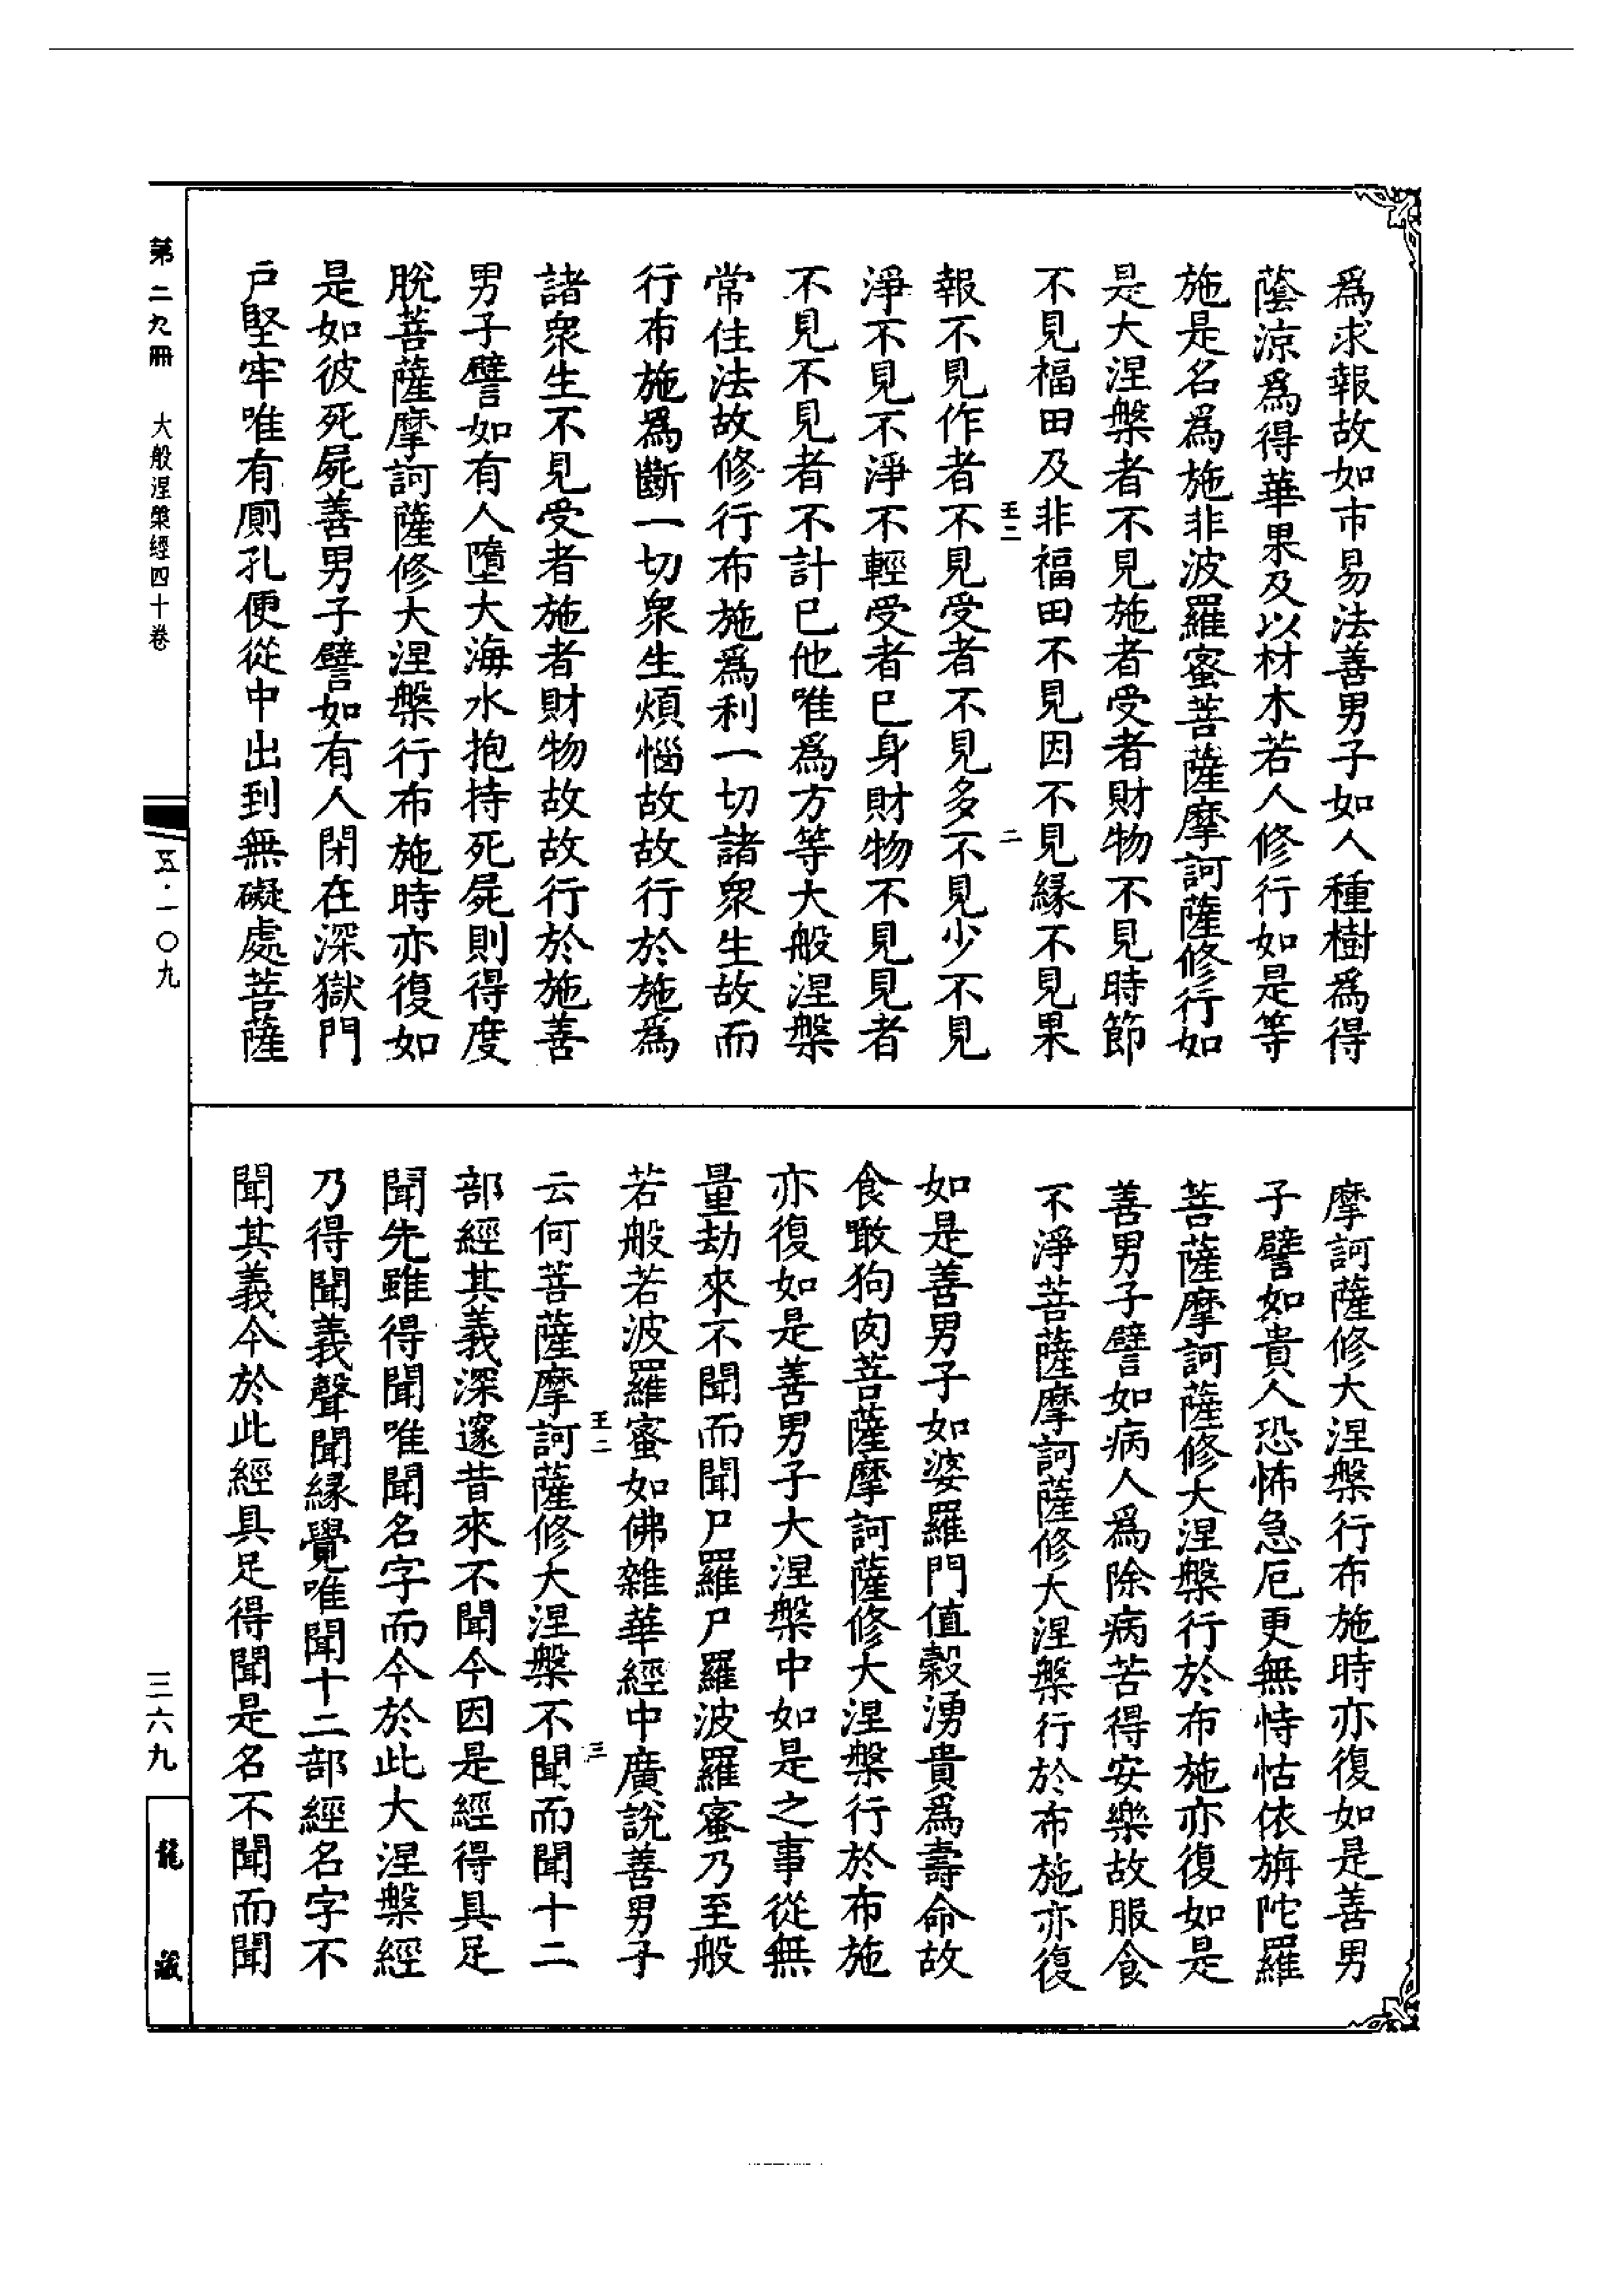 為求報故如市易法善男子如人種樹為得
蔭涼為得華果及以材木若人修行如是等
施是名為施非波羅蜜菩薩摩訶薩修行如
是大涅槃者不見施者受者財物不見時節
不見福田及非福田不見因不見緣不見果
王二
二
報不見作者不見受者不見多不見少不見
淨不見不淨不輕受者已身財物不見見者
不見不見者不計已他唯為方等大般涅槃
常住法故修行布施為利一切諸衆生故而
行布施為斷一切衆生煩惱故故行於施為
諸衆生不見受者施者財物故故行於施善
男子譬如有人墮大海水抱持死屍則得度
脫菩薩摩訶薩修大涅槃行布施時亦復如
是如彼死屍善男子譬如有人閉在深獄門
戶堅牢唯有廁孔便從中出到無礙處菩薩
摩訶薩修大涅槃行布施時亦復如是善男
子譬如貴人恐怖急厄更無恃怙依旃陀羅
菩薩摩訶薩修大涅槃行於布施亦復如是
善男子譬如病人為除病苦得安樂故服食
不淨菩薩摩訶薩修大涅槃行於布施亦復
如是善男子如婆羅門值穀湧貴為壽命故
食噉狗肉菩薩摩訶薩修大涅槃行於布施
亦復如是善男子大涅槃中如是之事從無
量劫來不聞而聞尸羅尸羅波羅蜜乃至般
若般若波羅蜜如佛雜華經中廣說善男子
王二
三
云何菩薩摩訶薩修大涅槃不聞而聞十二
部經其義深邃昔來不聞今因是經得具足
聞先雖得聞唯聞名字而今於此大涅槃經
乃得聞義聲聞緣覺唯聞十二部經名字不
聞其義今於此經具足得聞是名不聞而聞
第二九冊 大般涅槃經四十卷
五·一〇九
三六九
龍藏